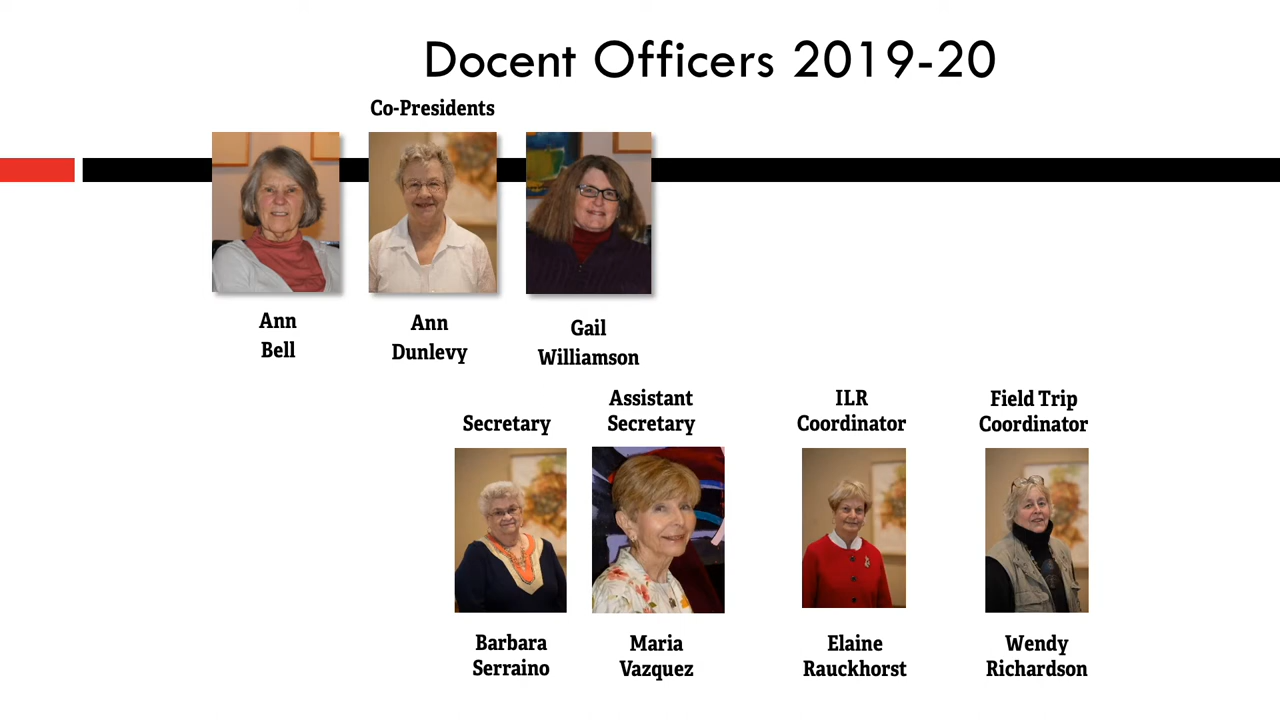 Docent Officers 2019-20
Co-Presidents
Ann
Bell
Ann
Dunlevy
Gail
Williamson
Secretary
Assistant
Secretary
ILR
Coordinator
Field Trip
Coordinator
Barbara
Serraino
Maria
Vazquez
Elaine
Rauckhorst
Wendy
Richardson